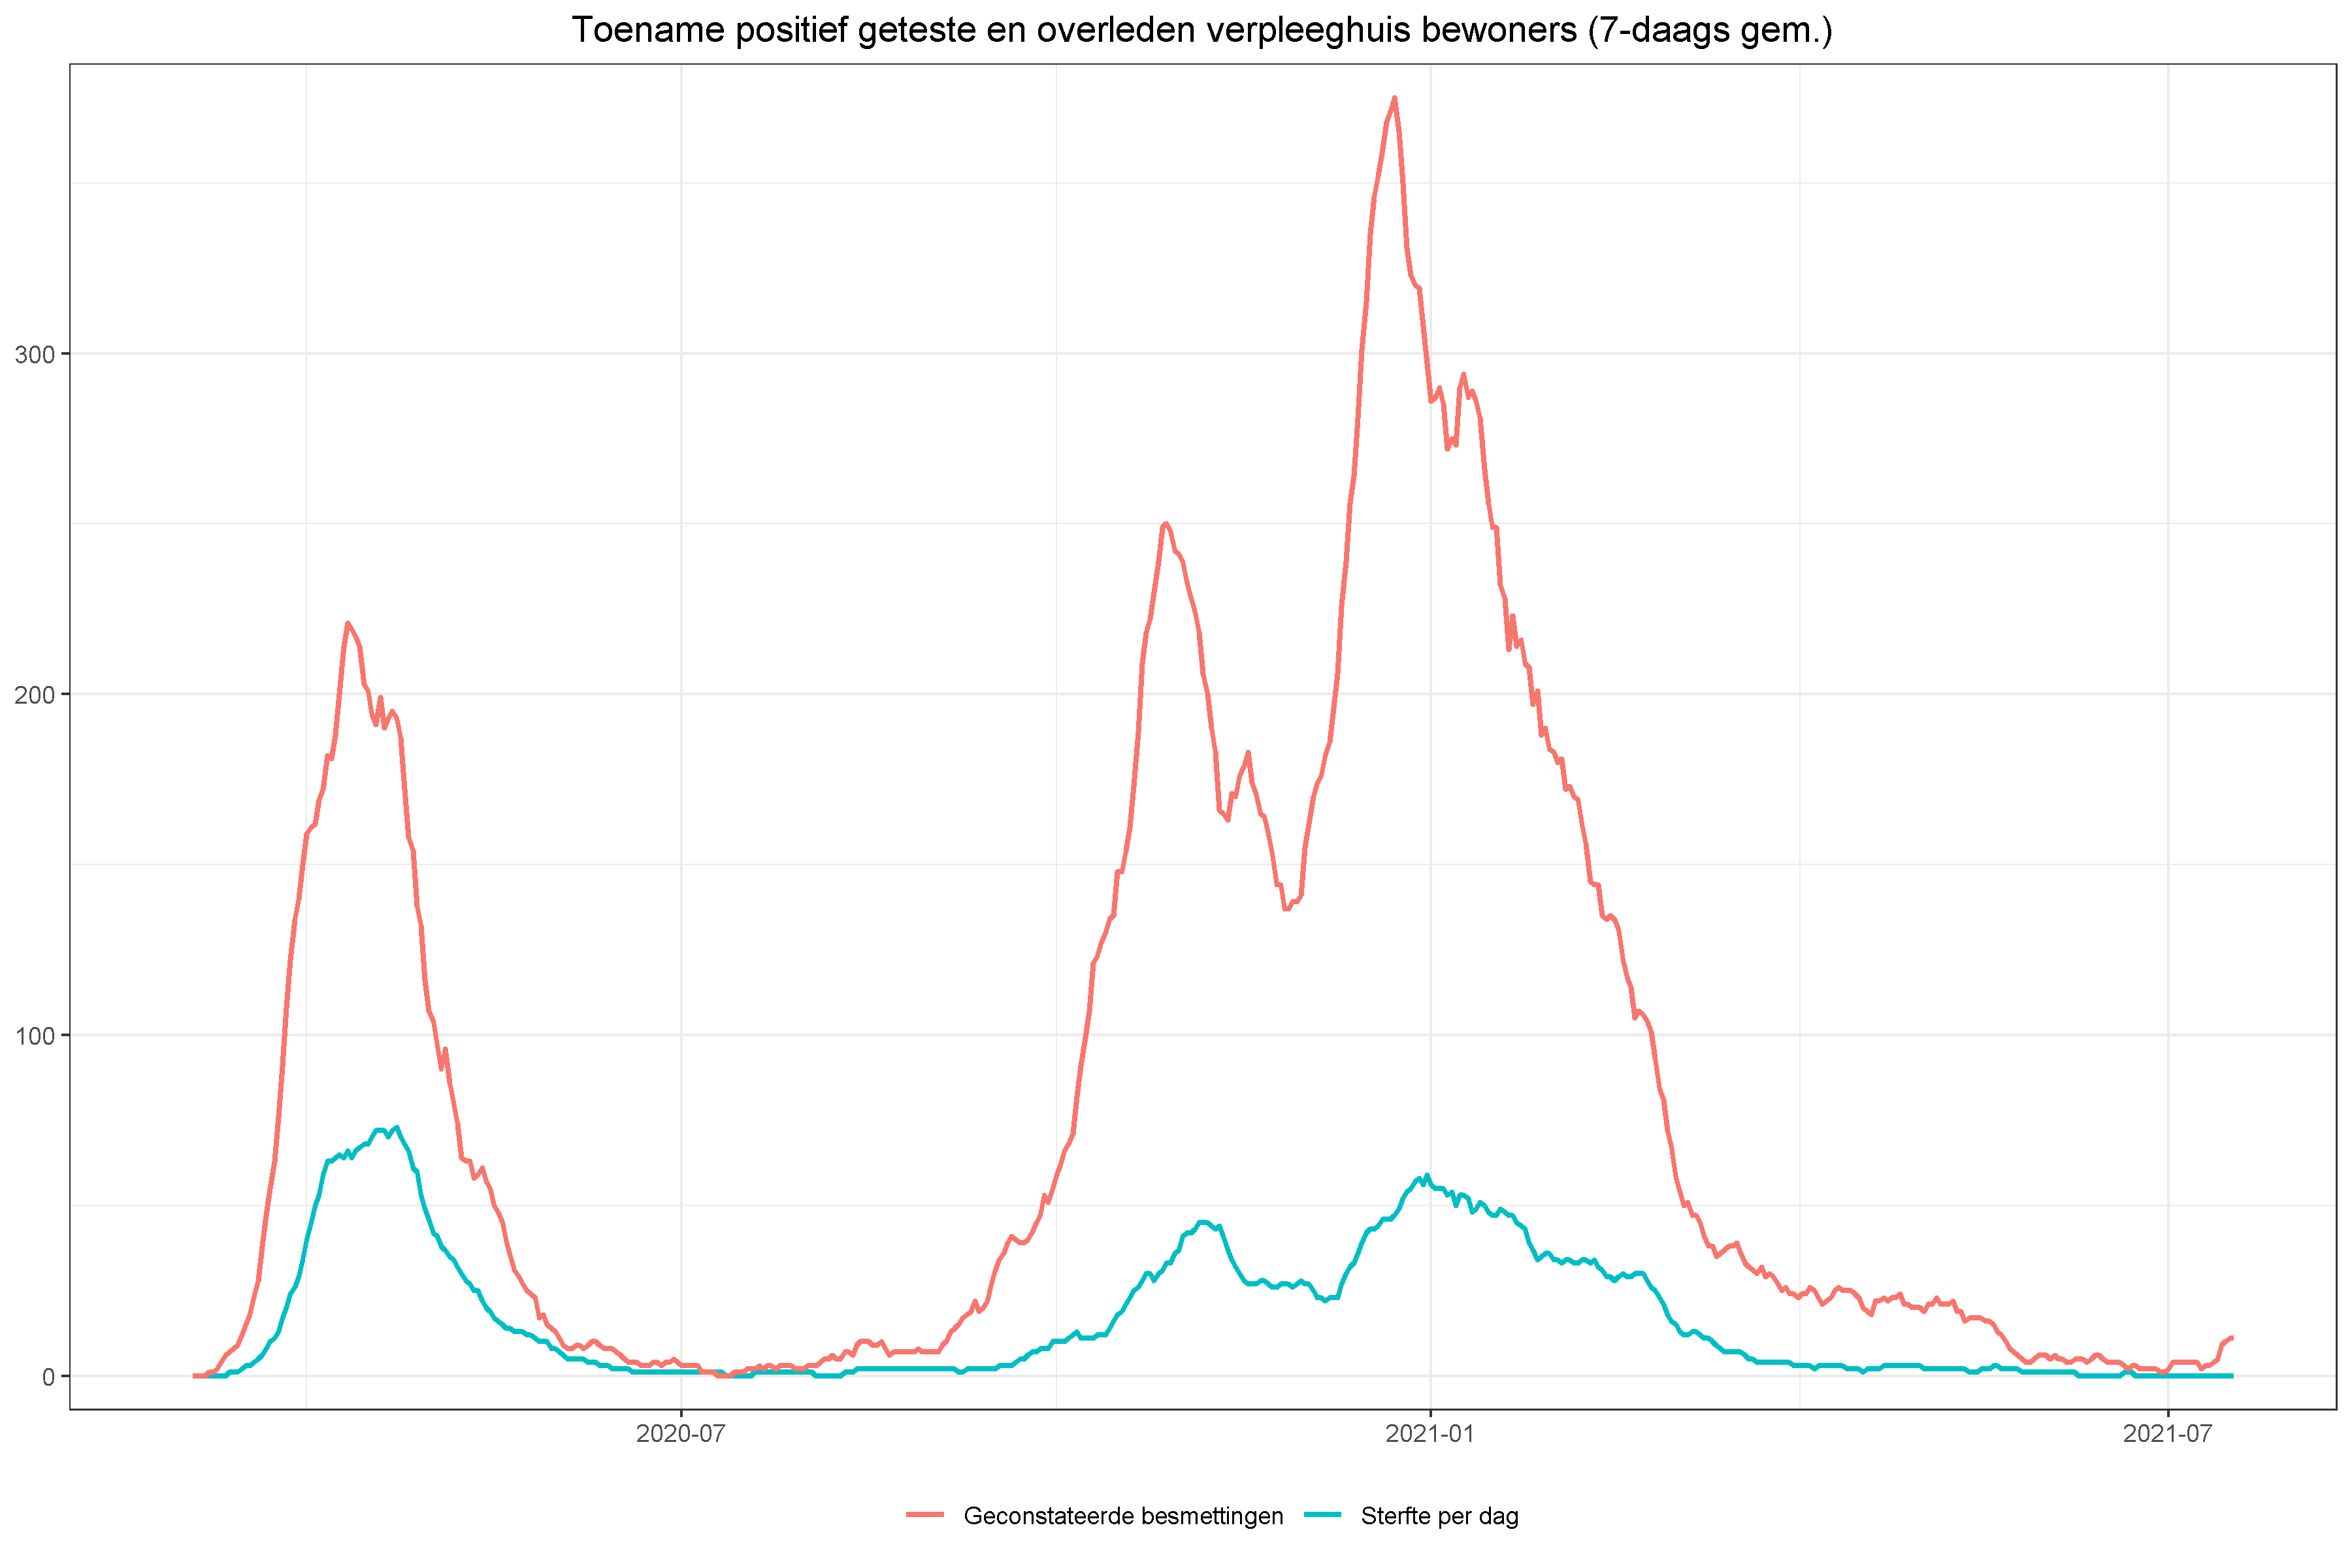 Toename positief geteste en overleden verpleeghuis bewoners (7-daags gem.)
300
200
100
0
2020-07 2021-01 2021-07
Geconstateerde besmettingen Sterfte per dag